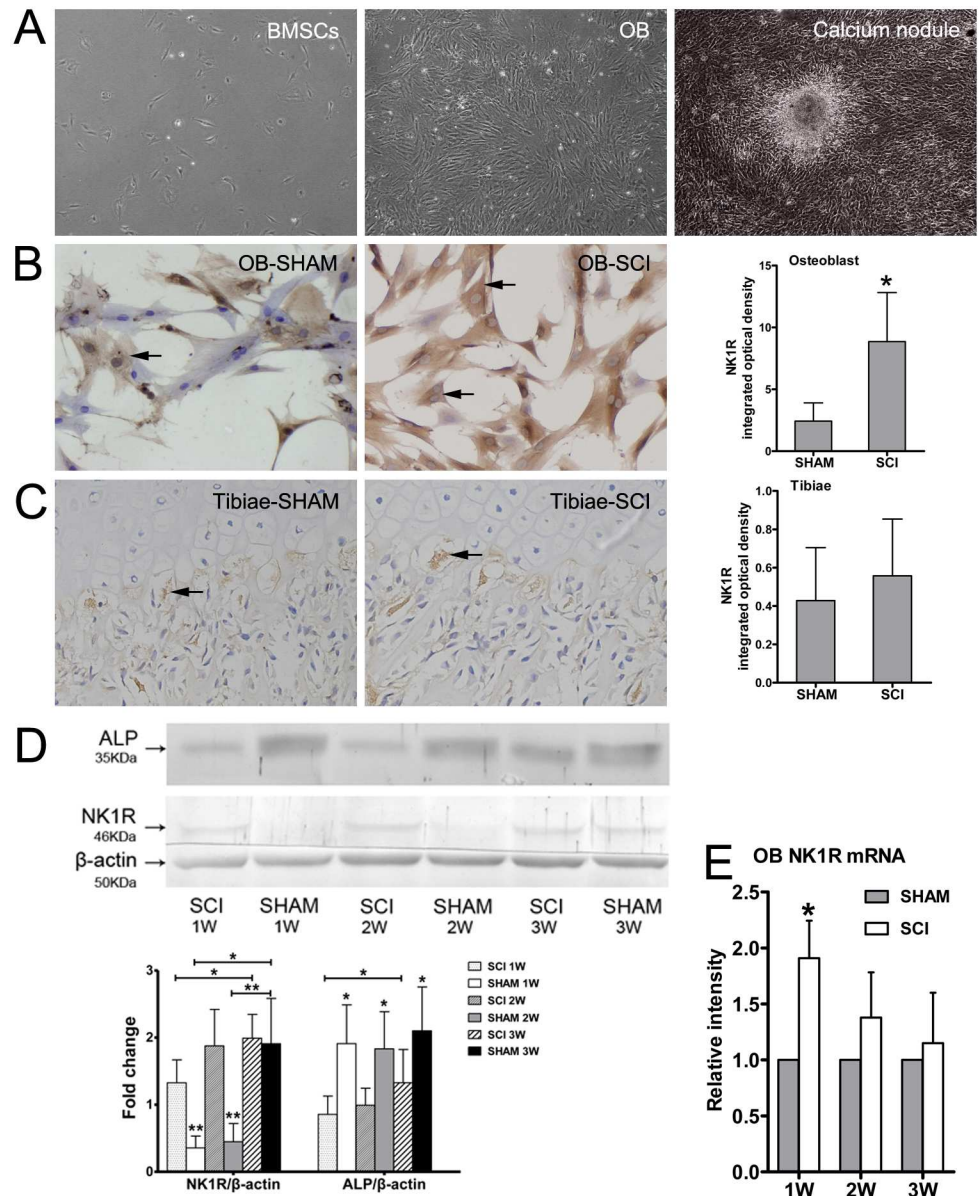 A
BMSCs
OB
Calcium nodule
B
OB-SHAM
OB-SCI
Osteoblast
NK1R
integrated optical density
15
10
5
0
*
SHAM
SCI
C
Tibiae-SHAM
Tibiae-SCI
Tibiae
NK1R
integrated optical density
1.0
0.8
0.6
0.4
0.2
0.0
SHAM
SCI
D
ALP
35KDa
NK1R
46KDa
β-actin
50KDa
SCI SHAM SCI SHAM SCI SHAM
1W 1W 2W 2W 3W 3W
Fold change
3
2
1
0
*
*
**
**
**
*
*
*
*
NK1R/β-actin
ALP/β-actin
SCI 1W
SHAM 1W
SCI 2W
SHAM 2W
SCI 3W
SHAM 3W
E
OB NK1R mRNA
Relative intensity
2.5
2.0
1.5
1.0
0.5
0.0
*
SHAM
SCI
1W 2W 3W